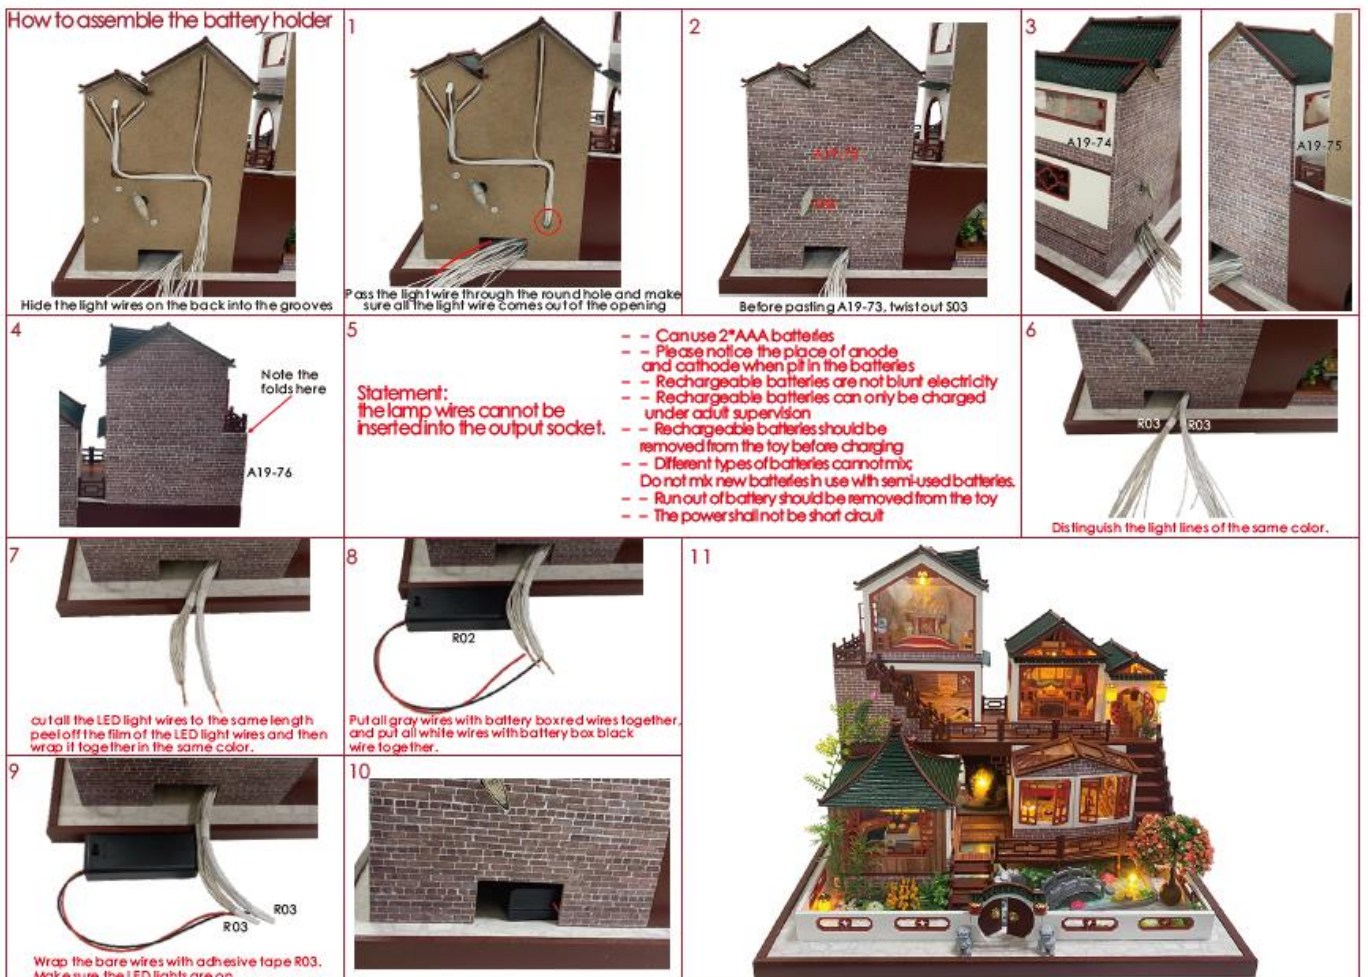 How to assemble the battery holder
Hide the light wires on the back into the grooves
1
Pass the light wire through the round hole and make
sure all the light wire comes out of the opening
2
A19-73
S03
Before pasting A19-73, twist out S03
3
A19-74
A19-75
4
Note the
folds here
A19-76
5
Statement:
the lamp wires cannot be
inserted into the output socket.
- - Can use 2*AAA batteries
- - Please notice the place of anode
and cathode when pit in the batteries
- - Rechargeable batteries are not blunt electricity
- - Rechargeable batteries can only be charged
under adult supervision
- - Rechargeable batteries should be
removed from the toy before charging
- - Different types of batteries cannot mix;
Do not mix new batteries in use with semi-used batteries.
- - Run out of battery should be removed from the toy
- - The power shall not be short circuit
6
R03 R03
Distinguish the light lines of the same color.
7
cut all the LED light wires to the same length
peel off the film of the LED light wires and then
wrap it together in the same color.
8
R02
Put all gray wires with battery box red wires together,
and put all white wires with battery box black
wire together.
9
R03
R03
Wrap the bare wires with adhesive tape R03.
Make sure the LED lights are on
10
11